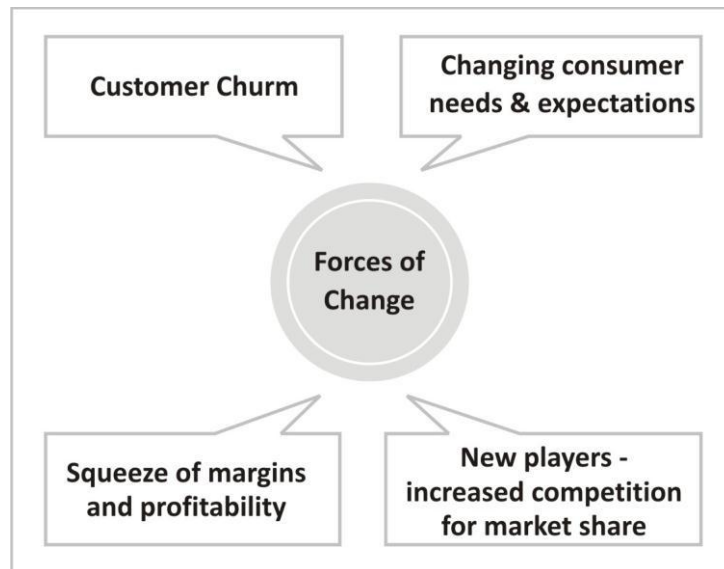 Customer Churm
Changing consumer
needs & expectations
Forces of
Change
Squeeze of margins
and profitability
New players -
increased competition
for market share